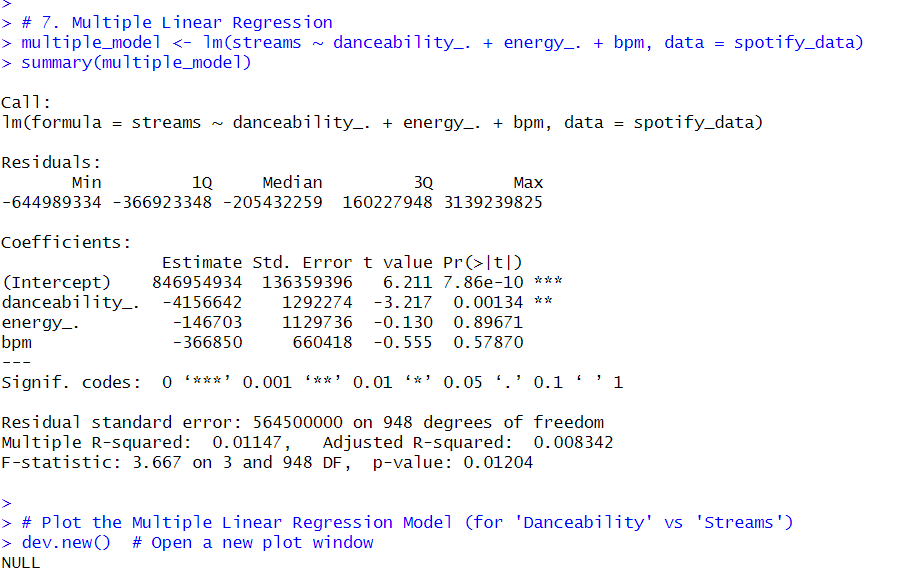 >
> # 7. Multiple Linear Regression
> multiple_model <- lm(streams ~ danceability_. + energy_. + bpm, data = spotify_data)
> summary(multiple_model)

Call:
lm(formula = streams ~ danceability_. + energy_. + bpm, data = spotify_data)

Residuals:
       Min         1Q     Median         3Q        Max
-644989334 -366923348 -205432259  160227948 3139239825

Coefficients:
                Estimate Std. Error t value Pr(>|t|)
(Intercept)    846954934  136359396   6.211 7.86e-10 ***
danceability_.  -4156642    1292274  -3.217  0.00134 **
energy_.         -146703    1129736  -0.130  0.89671
bpm              -366850     660418  -0.555  0.57870
---
Signif. codes:  0 ‘***’ 0.001 ‘**’ 0.01 ‘*’ 0.05 ‘.’ 0.1 ‘ ’ 1

Residual standard error: 564500000 on 948 degrees of freedom
Multiple R-squared:  0.01147,   Adjusted R-squared:  0.008342
F-statistic: 3.667 on 3 and 948 DF,  p-value: 0.01204

>
> # Plot the Multiple Linear Regression Model (for 'Danceability' vs 'Streams')
> dev.new()  # Open a new plot window
NULL